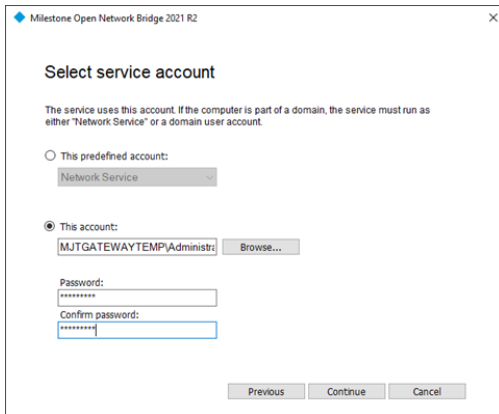 Milestone Open Network Bridge 2021 R2
Select service account
The service uses this account. If the computer is part of a domain, the service must run as
either "Network Service" or a domain user account.
This predefined account:
Network Service
This account:
MJTGATEWAYTEMP\Administra
Browse...
Password:
*********
Confirm password:
*********
Previous Continue Cancel